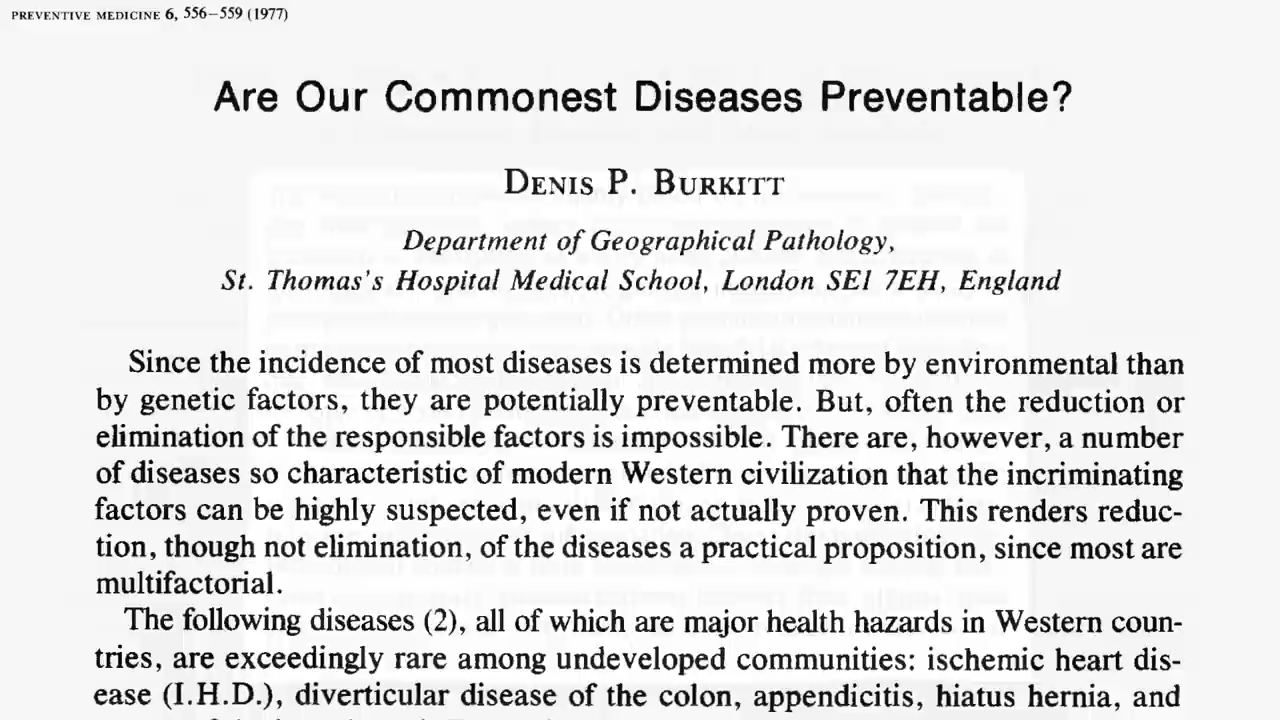 PREVENTIVE MEDICINE 6, 556–559 (1977)
Are Our Commonest Diseases Preventable?
DENIS P. BURKITT
Department of Geographical Pathology,
St. Thomas's Hospital Medical School, London SE1 7EH, England
Since the incidence of most diseases is determined more by environmental than
by genetic factors, they are potentially preventable. But, often the reduction or
elimination of the responsible factors is impossible. There are, however, a number
of diseases so characteristic of modern Western civilization that the incriminating
factors can be highly suspected, even if not actually proven. This renders reduc-
tion, though not elimination, of the diseases a practical proposition, since most are
multifactorial.
The following diseases (2), all of which are major health hazards in Western coun-
tries, are exceedingly rare among undeveloped communities: ischemic heart dis-
ease (I.H.D.), diverticular disease of the colon, appendicitis, hiatus hernia, and